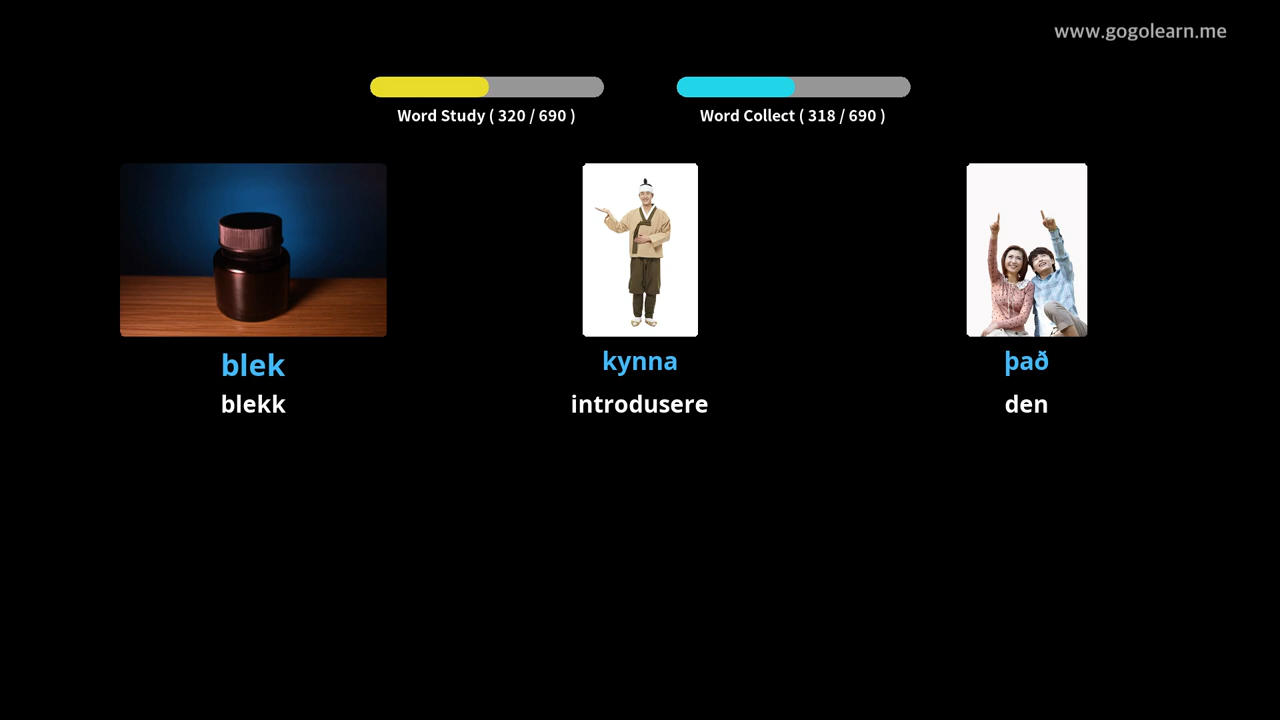 www.gogolearn.me
Word Study ( 320 / 690 )
Word Collect ( 318 / 690 )
blek
kynna
það
blekk
introdusere
den